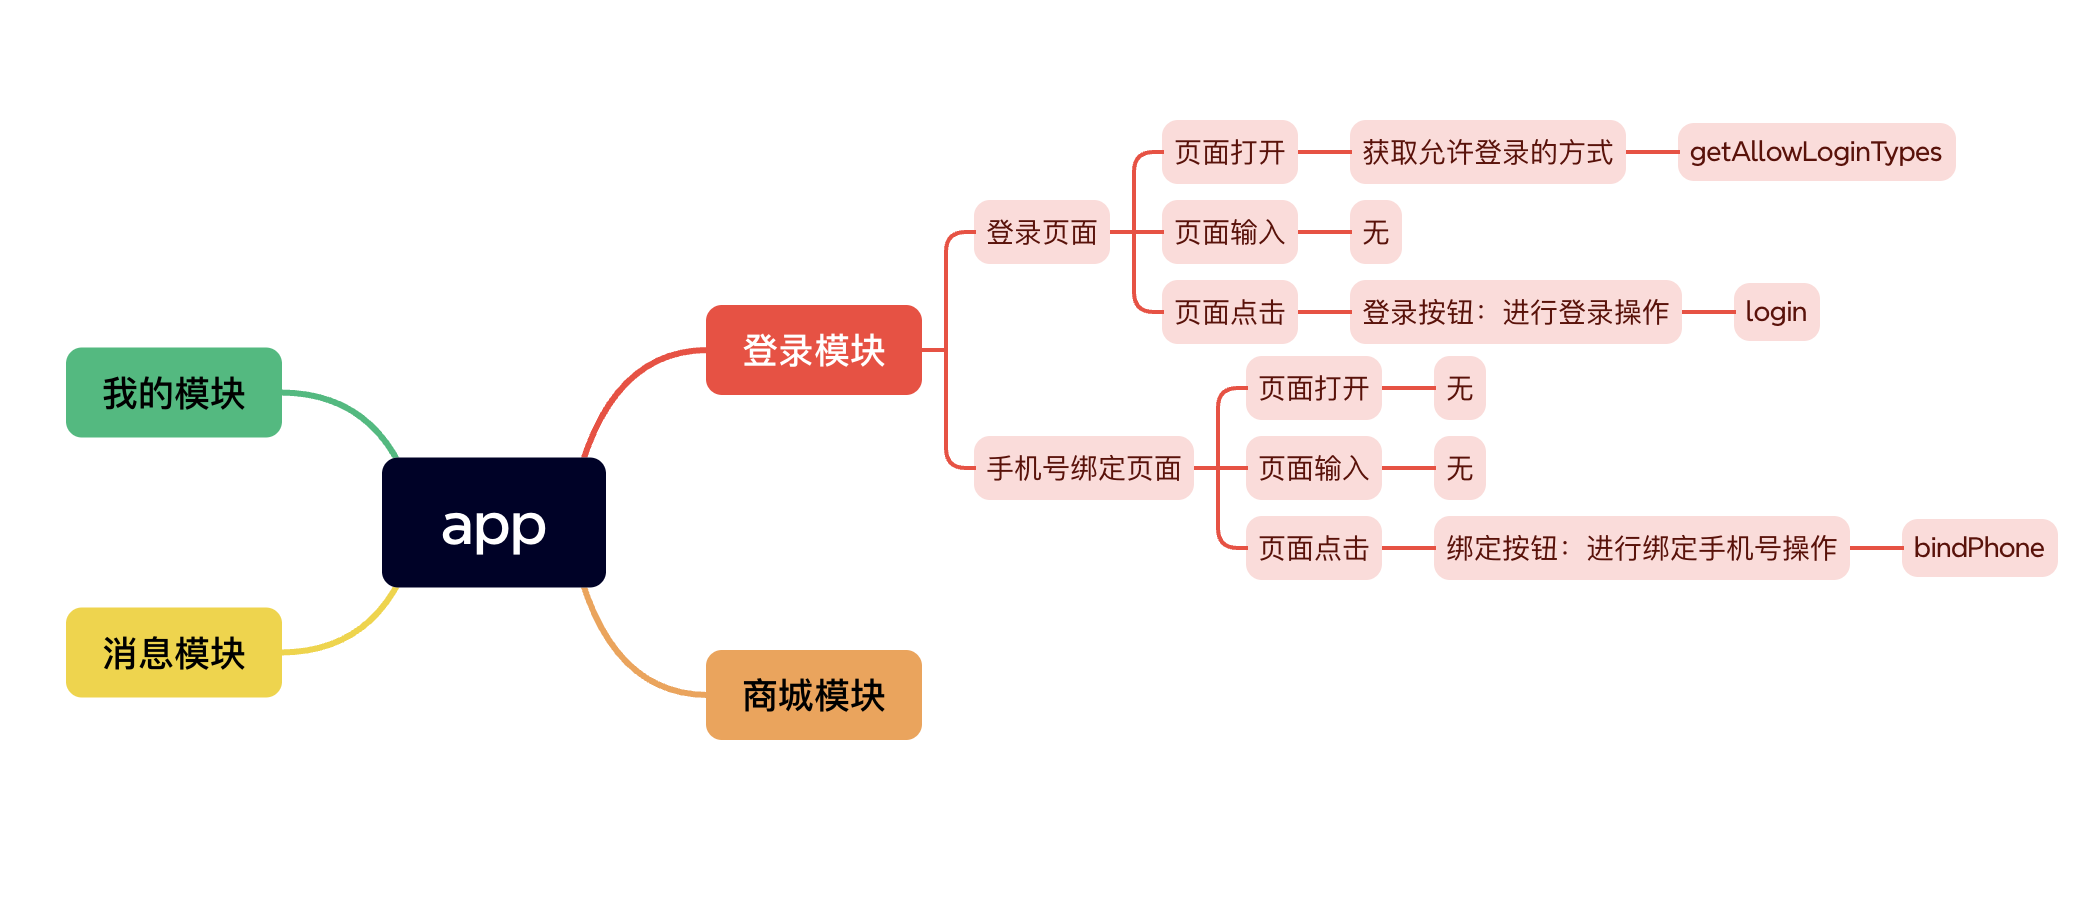 app
登录模块
登录页面
页面打开
获取允许登录的方式
getAllowLoginTypes
页面输入
无
页面点击
登录按钮：进行登录操作
login
手机号绑定页面
页面打开
无
页面输入
无
页面点击
绑定按钮：进行绑定手机号操作
bindPhone
商城模块
我的模块
消息模块